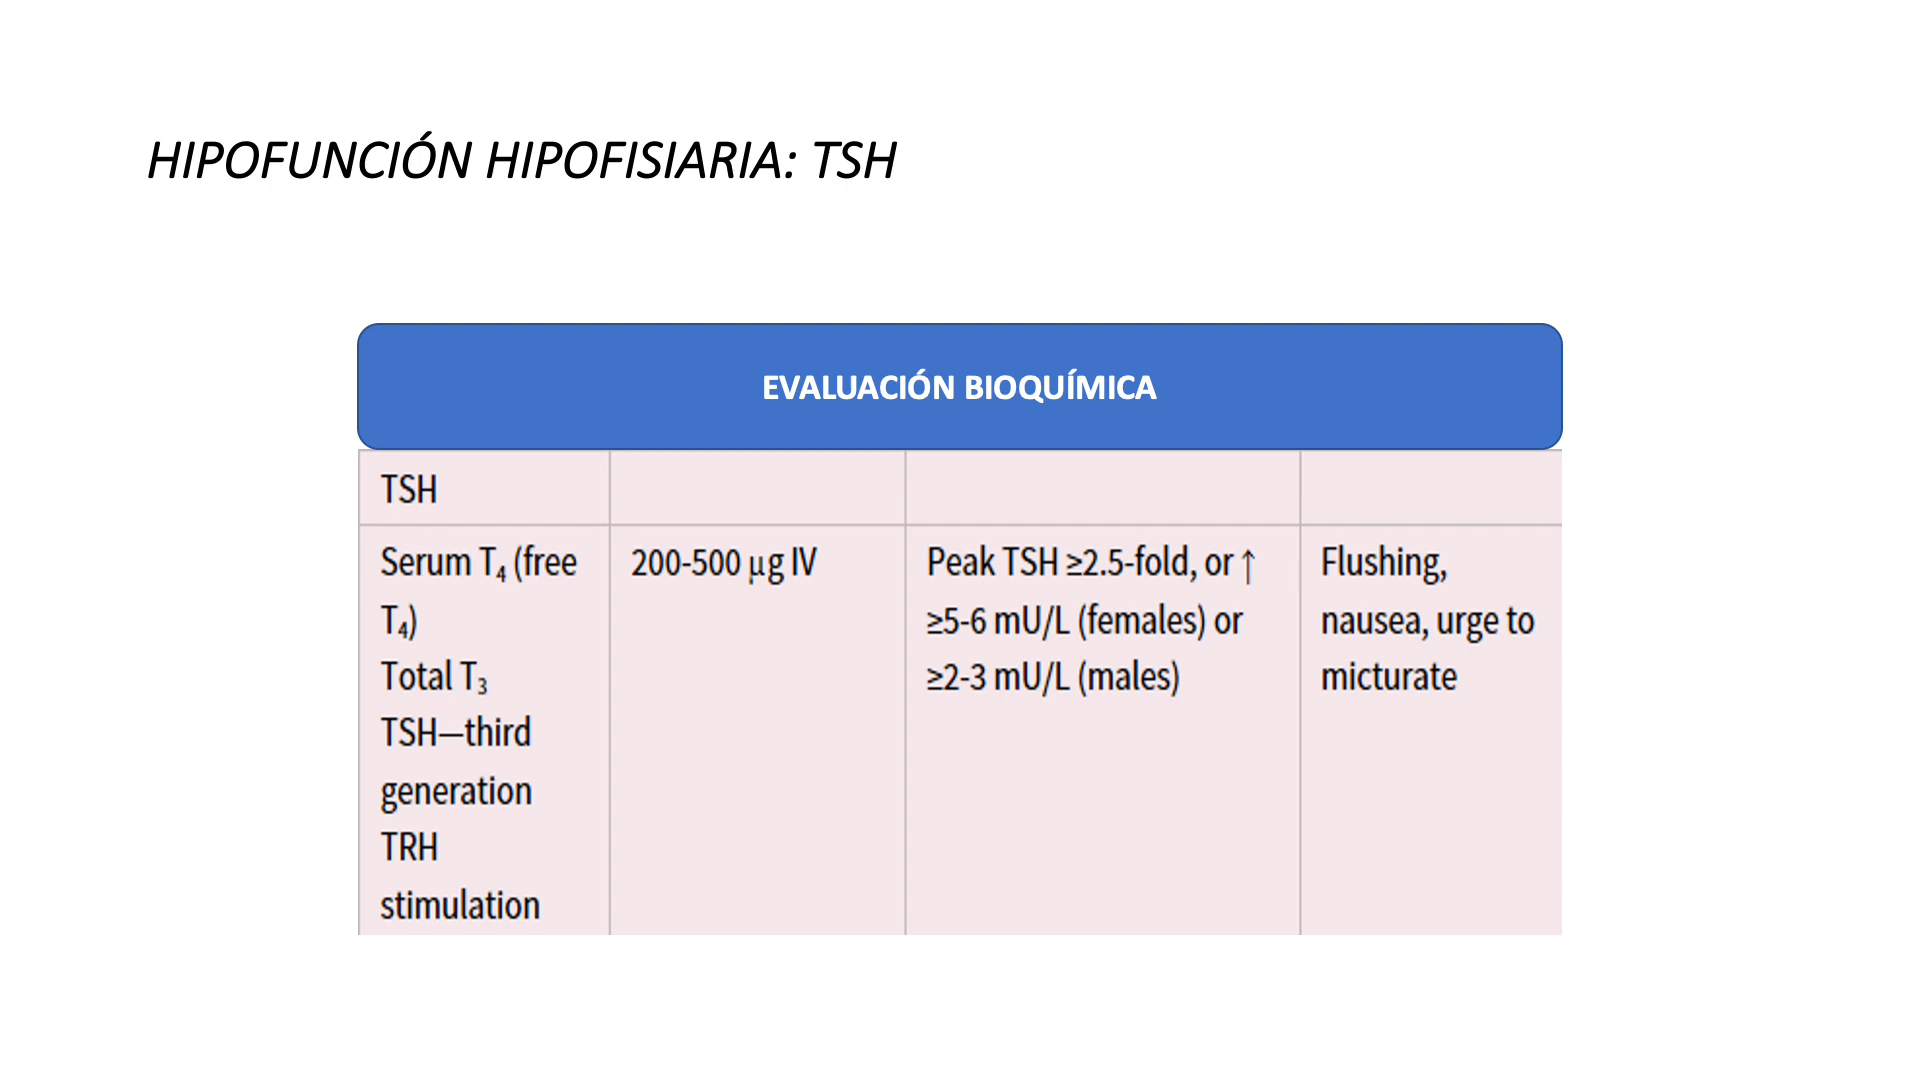 HIPOFUNCIÓN HIPOFISIARIA: TSH
EVALUACIÓN BIOQUÍMICA
TSH
Serum T₄ (free
T₄)
Total T₃
TSH—third
generation
TRH
stimulation
200-500 μg IV
Peak TSH ≥2.5-fold, or ↑
≥5-6 mU/L (females) or
≥2-3 mU/L (males)
Flushing,
nausea, urge to
micturate